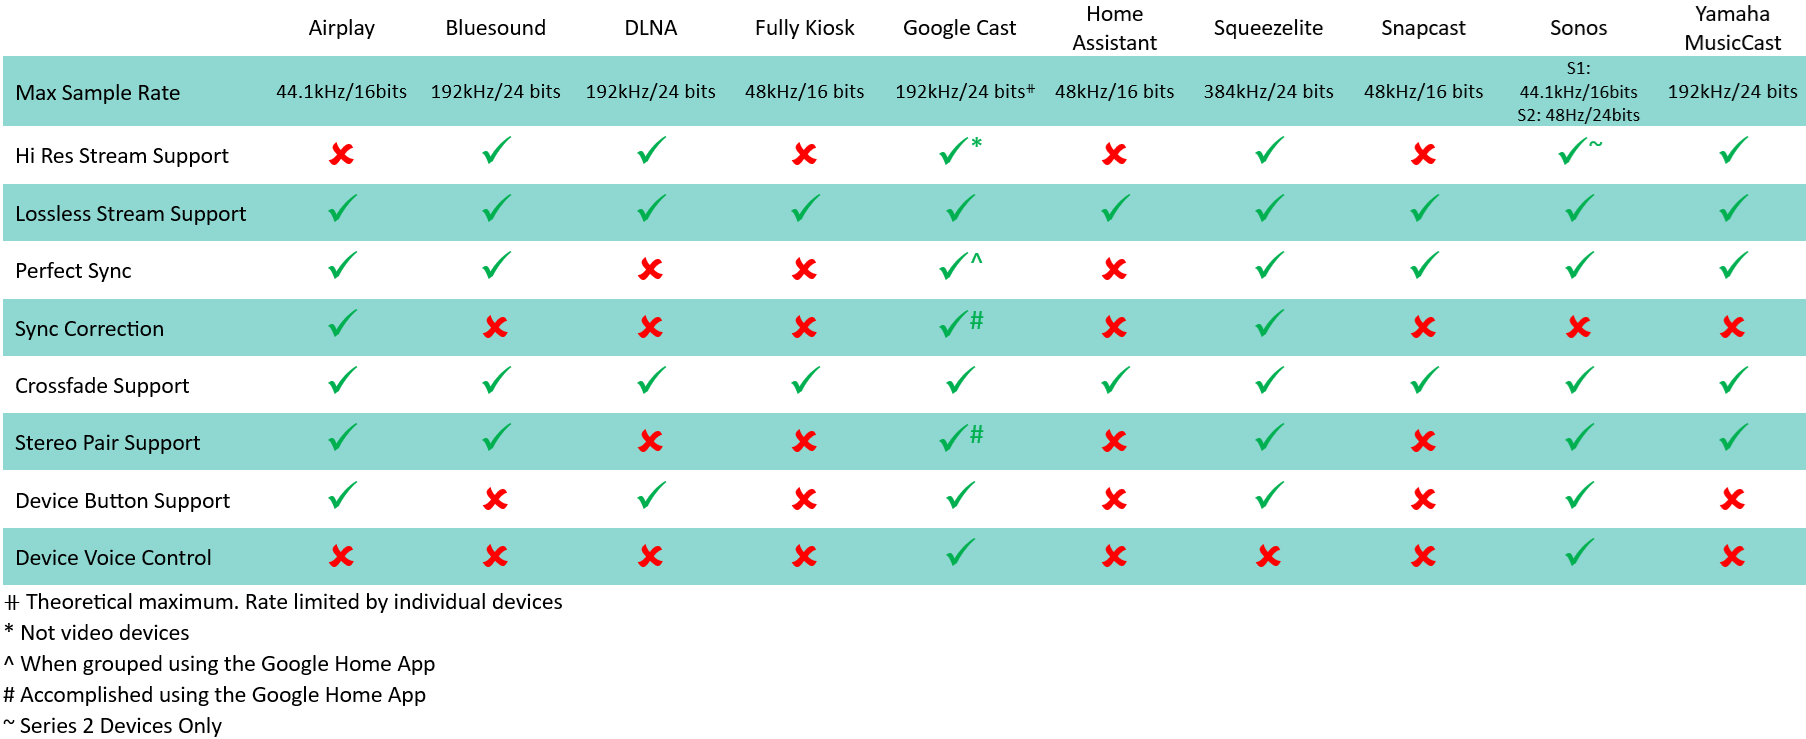 Airplay Bluesound DLNA Fully Kiosk Google Cast Home Assistant Squeezelite Snapcast Sonos Yamaha MusicCast
Max Sample Rate 44.1kHz/16bits 192kHz/24 bits 192kHz/24 bits 48kHz/16 bits 192kHz/24 bits⧺ 48kHz/16 bits 384kHz/24 bits 48kHz/16 bits S1: 44.1kHz/16bits S2: 48Hz/24bits 192kHz/24 bits
Hi Res Stream Support ✘ ✓ ✓ ✘ ✓* ✘ ✓ ✘ ✓~ ✓
Lossless Stream Support ✓ ✓ ✓ ✓ ✓ ✓ ✓ ✓ ✓ ✓
Perfect Sync ✓ ✓ ✘ ✘ ✓^ ✘ ✓ ✓ ✓ ✓
Sync Correction ✓ ✘ ✘ ✘ ✓# ✘ ✓ ✘ ✘ ✘
Crossfade Support ✓ ✓ ✓ ✓ ✓ ✓ ✓ ✓ ✓ ✓
Stereo Pair Support ✓ ✓ ✘ ✘ ✓# ✘ ✓ ✘ ✓ ✓
Device Button Support ✓ ✘ ✓ ✘ ✓ ✘ ✓ ✘ ✓ ✘
Device Voice Control ✘ ✘ ✘ ✘ ✓ ✘ ✘ ✘ ✓ ✘
⧺ Theoretical maximum. Rate limited by individual devices
* Not video devices
^ When grouped using the Google Home App
# Accomplished using the Google Home App
~ Series 2 Devices Only